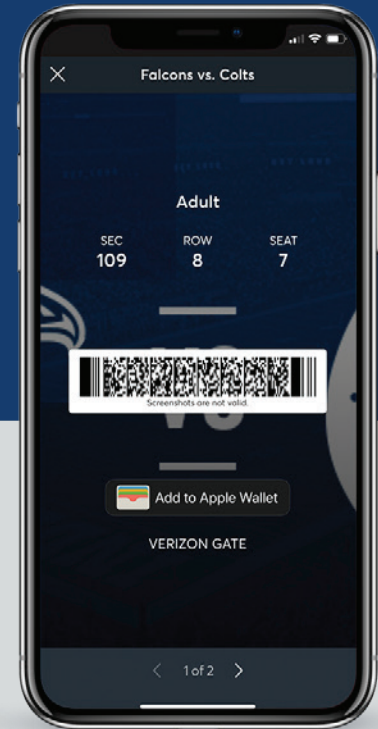 Falcons vs. Colts
Adult
SEC ROW SEAT
109 8 7
VS
Screenshots are not valid.
Add to Apple Wallet
VERIZON GATE
1 of 2